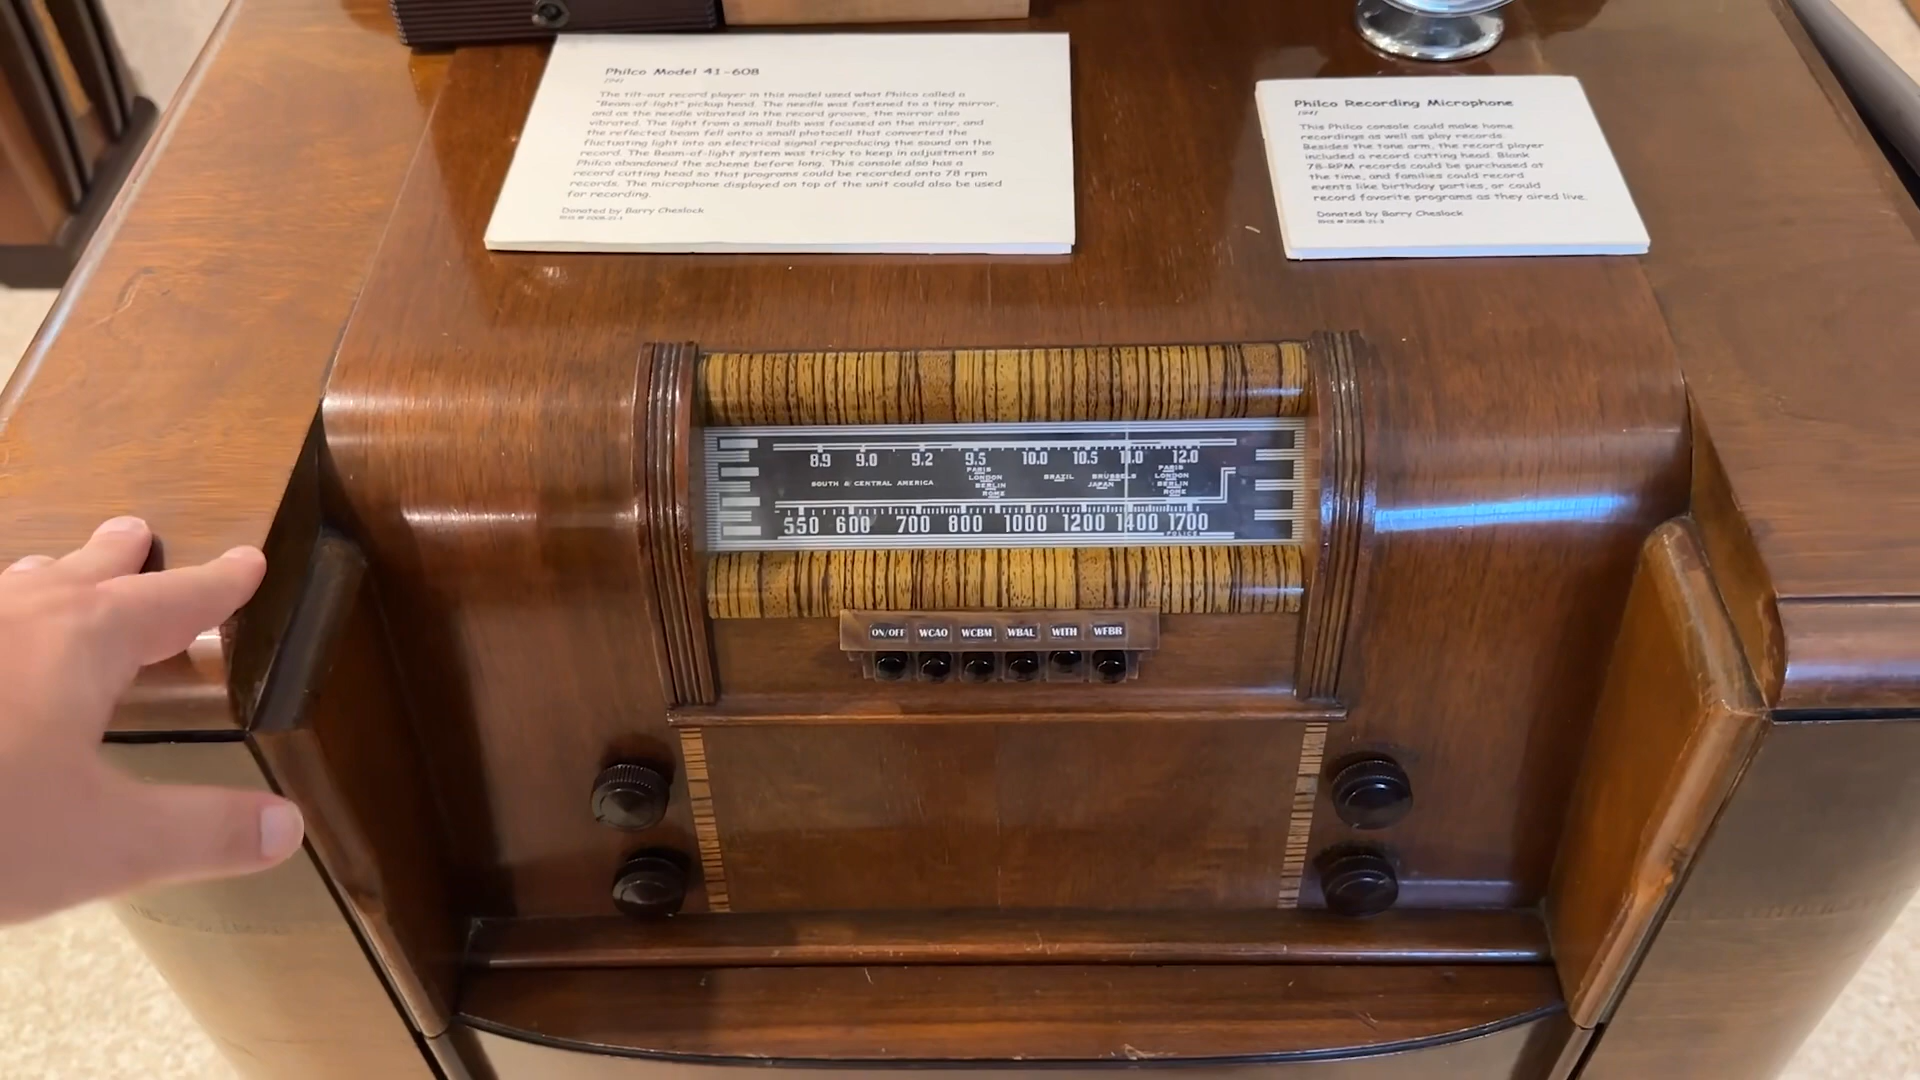 Philco Model 41-608
1941
The tilt-out record player in this model used what Philco called a
"Beam-of-light" pickup head. The needle was fastened to a tiny mirror,
and as the needle vibrated in the record groove, the mirror also
vibrated. The light from a small bulb was focused on the mirror, and
the reflected beam fell onto a small photocell that converted the
fluctuating light into an electrical signal reproducing the sound on the
record. The Beam-of-light system was tricky to keep in adjustment so
Philco abandoned the scheme before long. This console also has a
record cutting head so that programs could be recorded onto 78 rpm
records. The microphone displayed on top of the unit could also be used
for recording.
Donated by Barry Cheslock
Philco Recording Microphone
1941
This Philco console could make home
recordings as well as play records.
Besides the tone arm, the record player
included a record cutting head. Blank
78-RPM records could be purchased at
the time, and families could record
events like birthday parties, or could
record favorite programs as they aired live.
Donated by Barry Cheslock
8.9 9.0 9.2 9.5 10.0 10.5 11.0 12.0
SOUTH & CENTRAL AMERICA
PARIS
LONDON
BERLIN
ROME
BRAZIL
BRUSSELS
JAPAN
PARIS
LONDON
BERLIN
ROME
550 600 700 800 1000 1200 1400 1700
POLICE
ON/OFF WCAO WCBM WBAL WITH WFBR